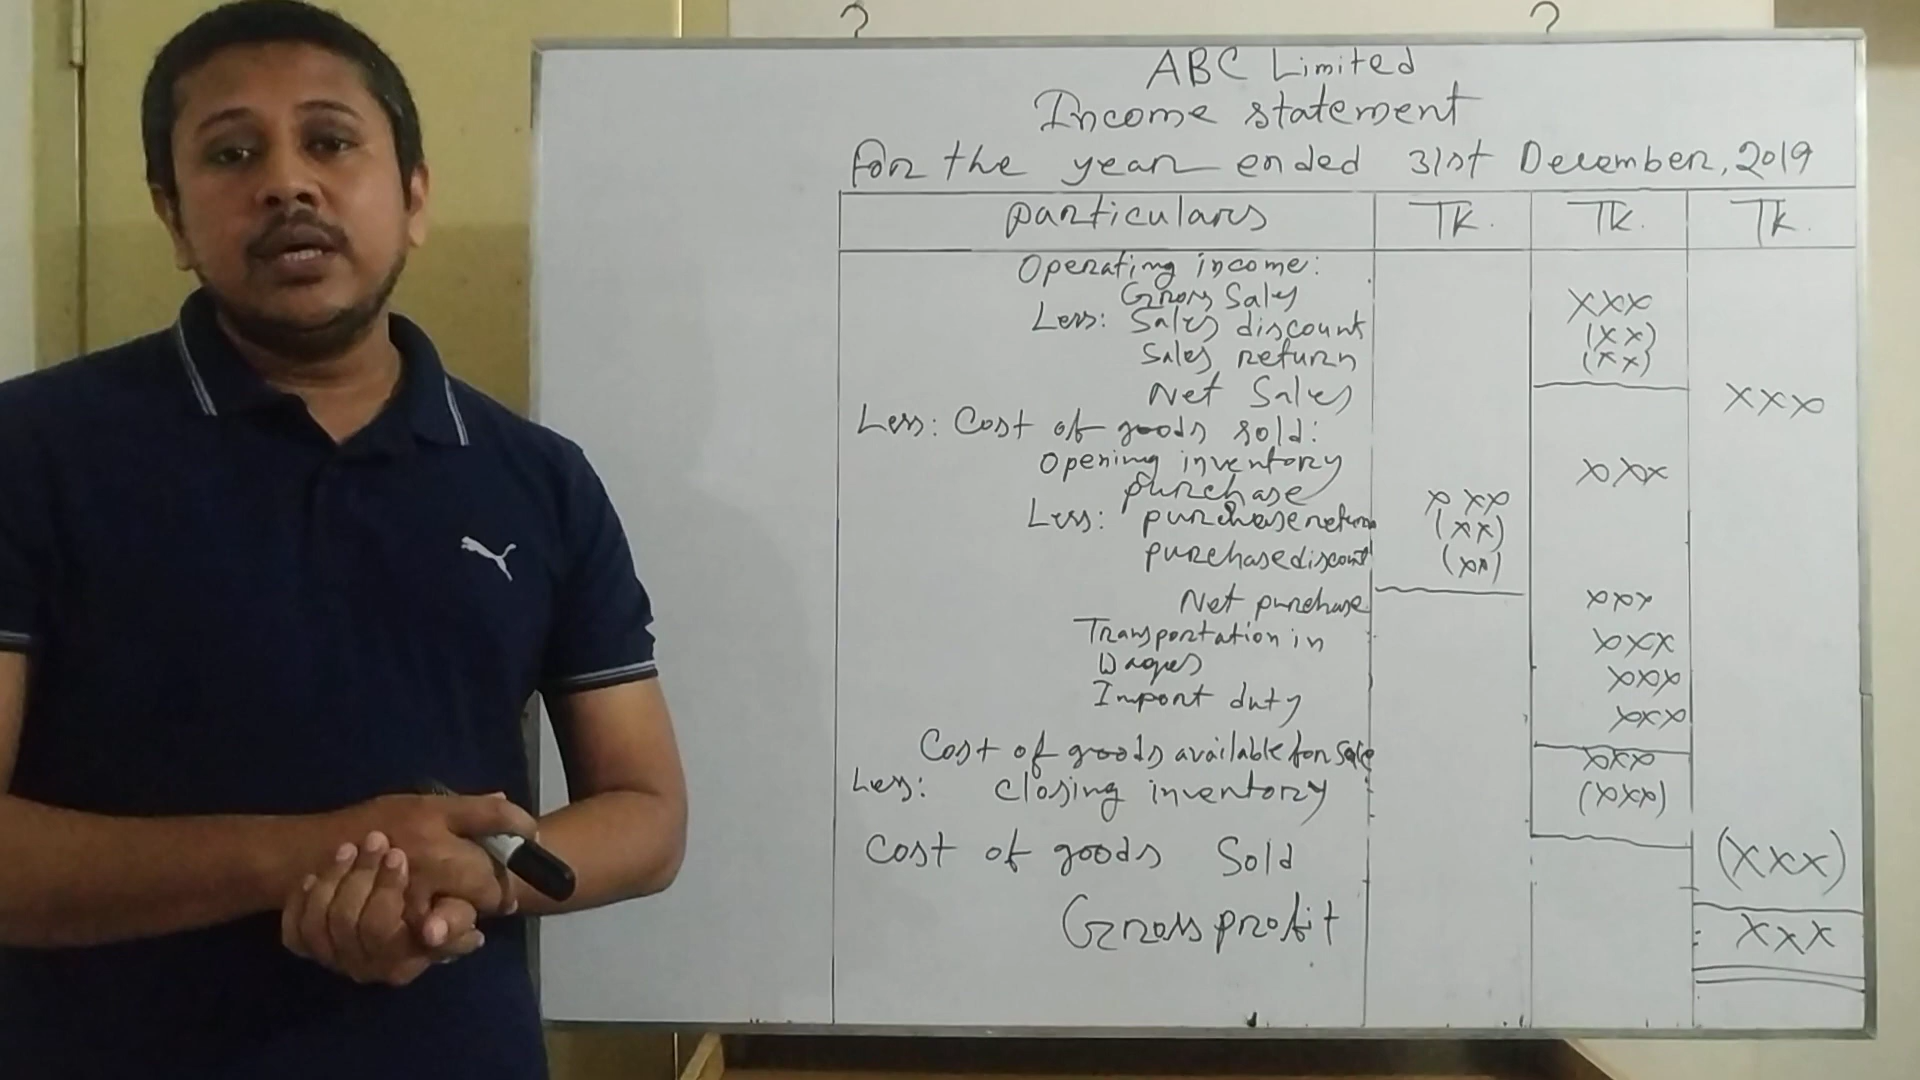 ABC Limited
Income statement
For the year ended 31st December, 2019
particulars Tk. Tk. Tk.
Operating income:
Gross Sales XXX
Less: Sales discount (XX)
Sales return (XX)
Net Sales XXX
Less: Cost of goods sold:
Opening inventory XXX
purchase XXX
Less: purchase return (XX)
purchase discount (XX)
Net purchase XXX
Transportation in XXX
Wages XXX
Import duty XXX
Cost of goods available for sale XXX
Less: closing inventory (XXX)
Cost of goods Sold (XXX)
Gross profit XXX